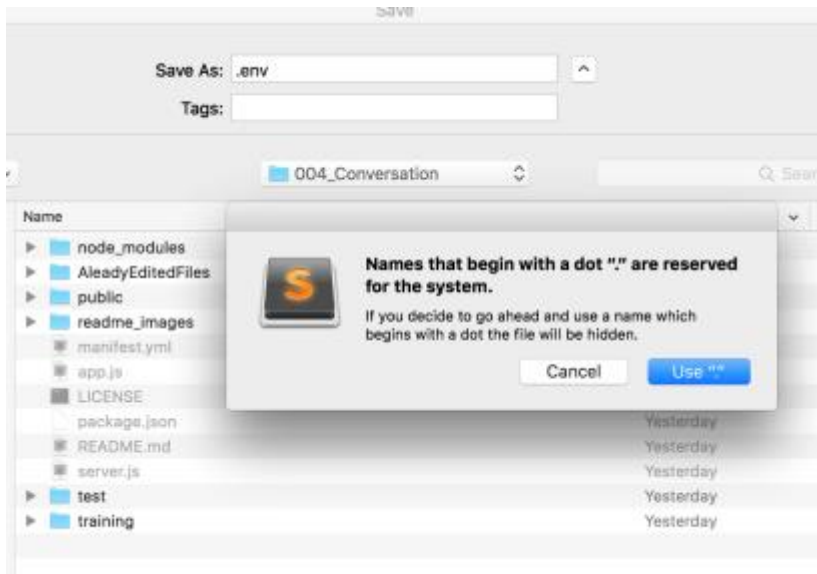 Save
Save As: .env
Tags:
004_Conversation
Name
node_modules
AleadyEditedFiles
public
readme_images
manifest.yml
app.js
LICENSE
package.json Yesterday
README.md Yesterday
server.js Yesterday
test Yesterday
training Yesterday
S
Names that begin with a dot "." are reserved
for the system.
If you decide to go ahead and use a name which
begins with a dot the file will be hidden.
Cancel Use "."